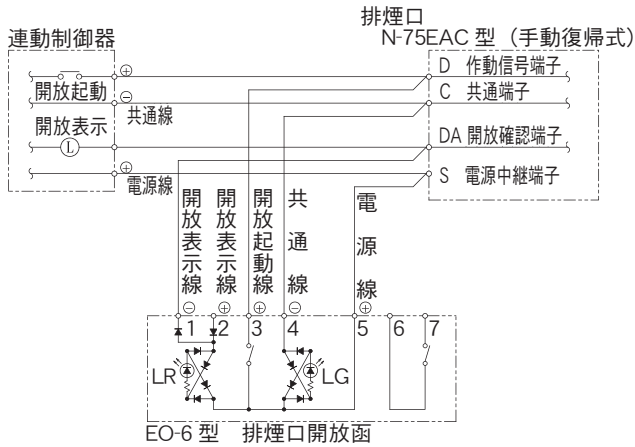 排煙口
連動制御器
N-75EAC 型（手動復帰式）
⊕
D 作動信号端子
開放起動
⊖
C 共通端子
共通線
開放表示
L
DA 開放確認端子
⊕
電源線
S 電源中継端子
開放表示線
開放表示線
開放起動線
共通線
電源線
⊖ ⊕ ⊕ ⊖ ⊕
1 2 3 4 5 6 7
LR LG
EO-6 型 排煙口開放函